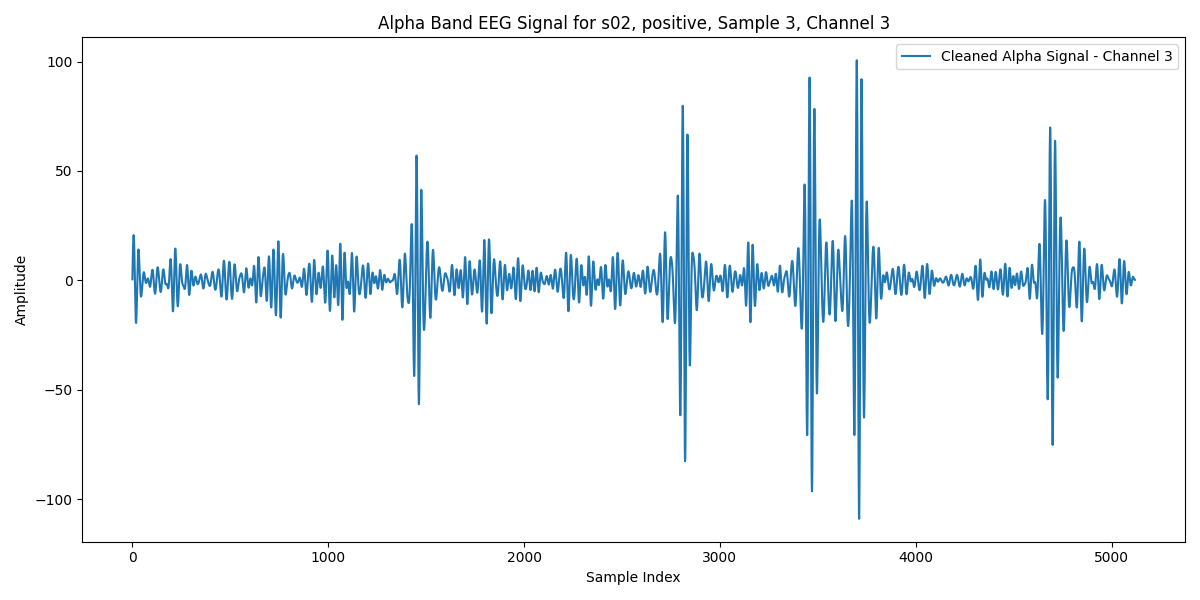 Alpha Band EEG Signal for s02, positive, Sample 3, Channel 3
Cleaned Alpha Signal - Channel 3
100
50
0
−50
−100
Amplitude
0 1000 2000 3000 4000 5000
Sample Index